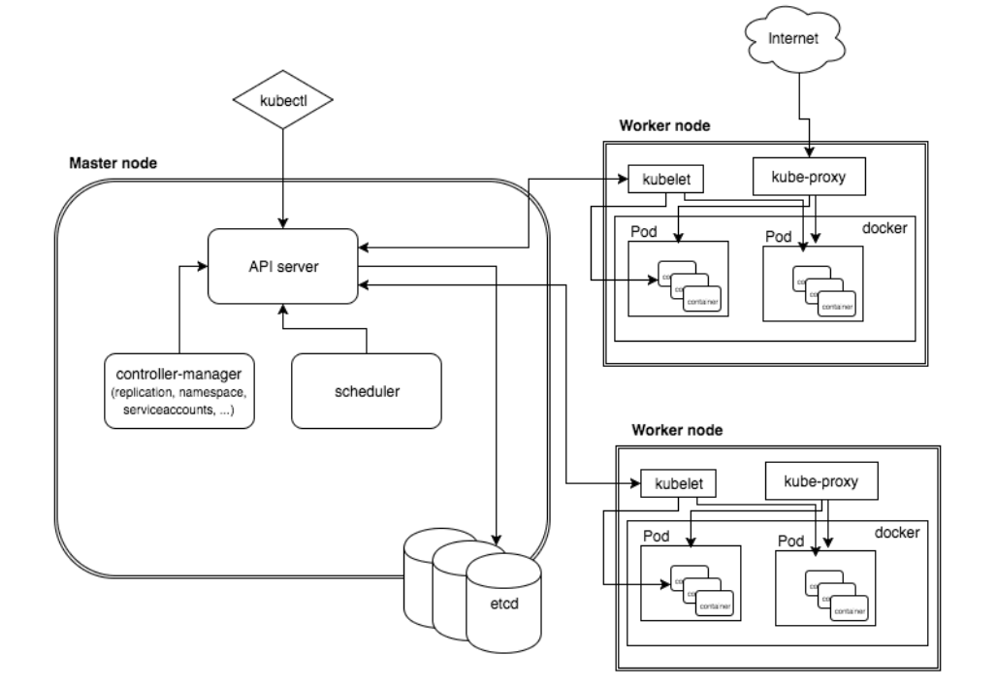 Internet
kubectl
Master node
API server
controller-manager
(replication, namespace,
serviceaccounts, ...)
scheduler
etcd
Worker node
kubelet
kube-proxy
docker
Pod
container
Pod
container
Worker node
kubelet
kube-proxy
docker
Pod
container
Pod
container